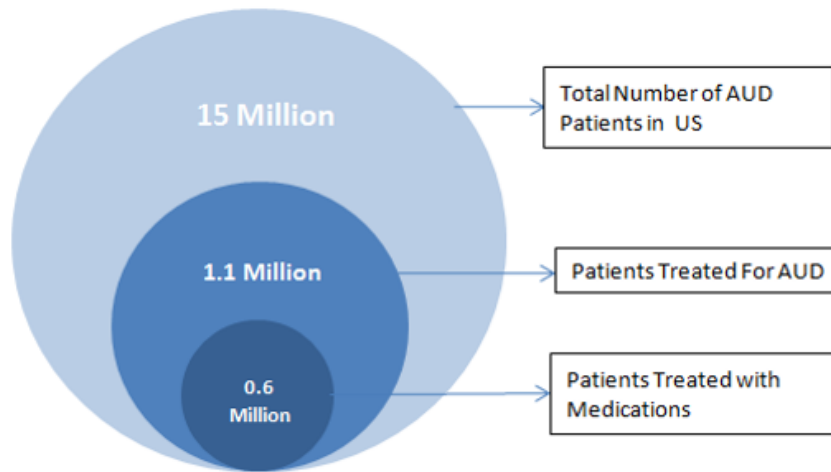 15 Million
Total Number of AUD
Patients in US
1.1 Million
Patients Treated For AUD
0.6
Million
Patients Treated with
Medications